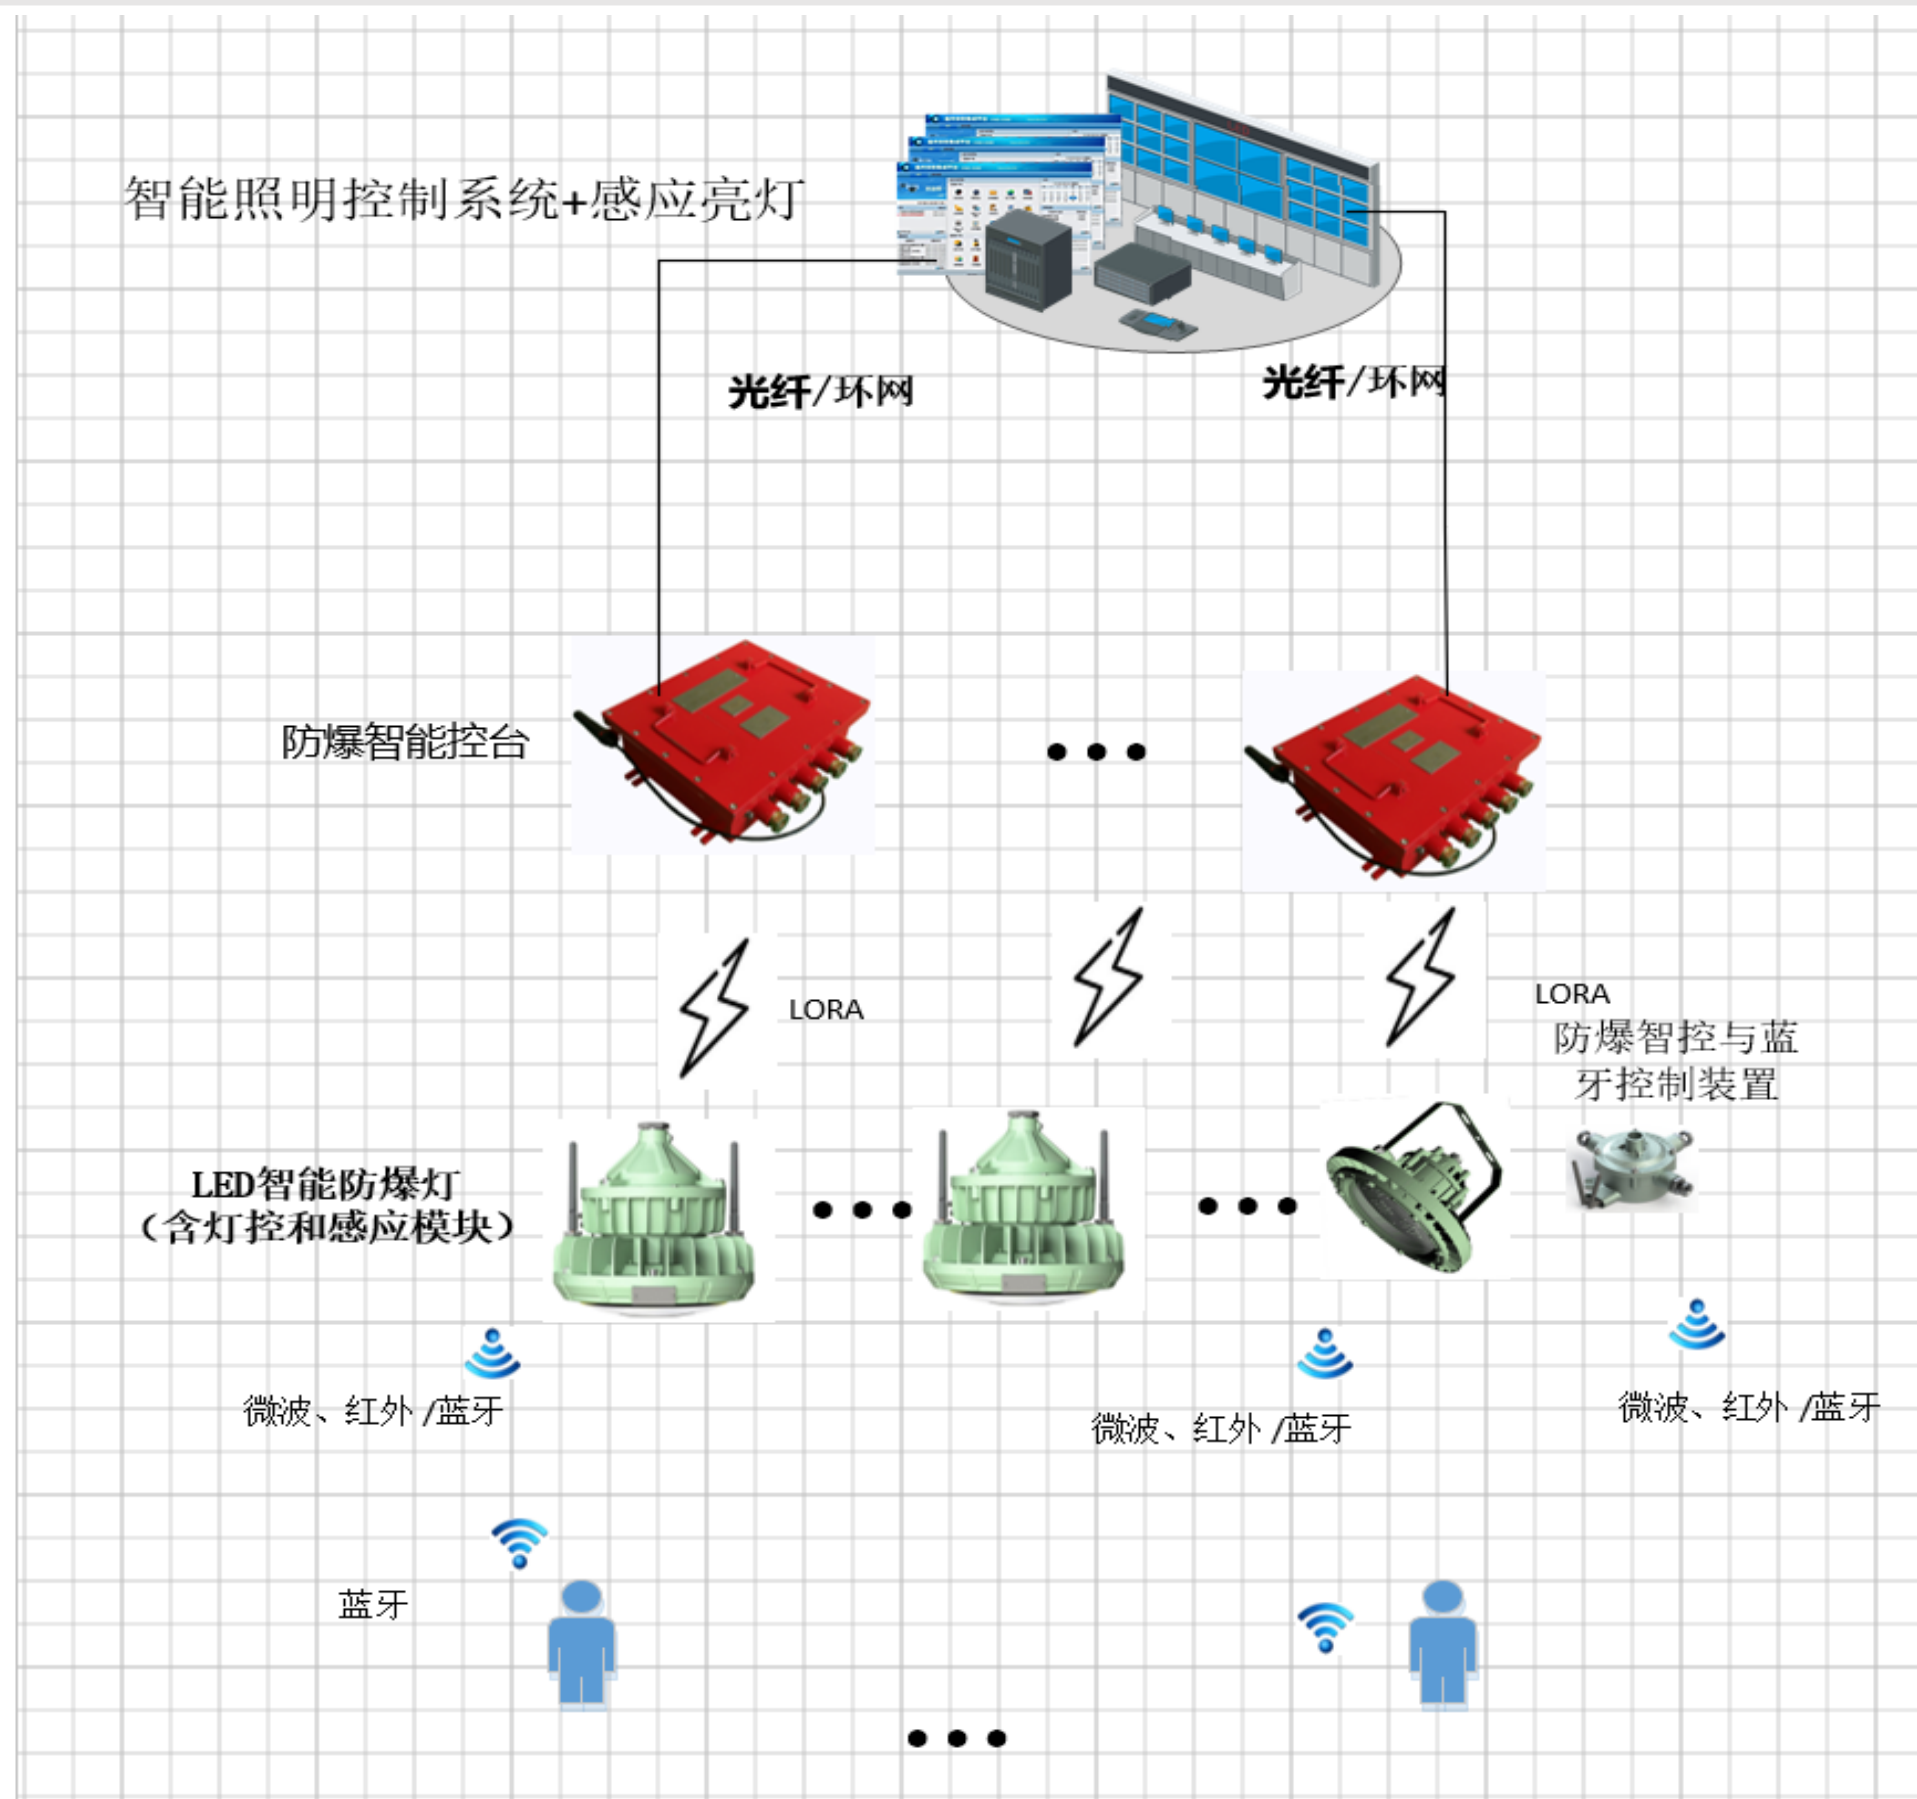 智能照明控制系统+感应亮灯
光纤/环网
光纤/环网
防爆智能控台
LORA
LORA
防爆智控与蓝
牙控制装置
LED智能防爆灯
（含灯控和感应模块）
微波、红外 /蓝牙
微波、红外 /蓝牙
微波、红外 /蓝牙
蓝牙